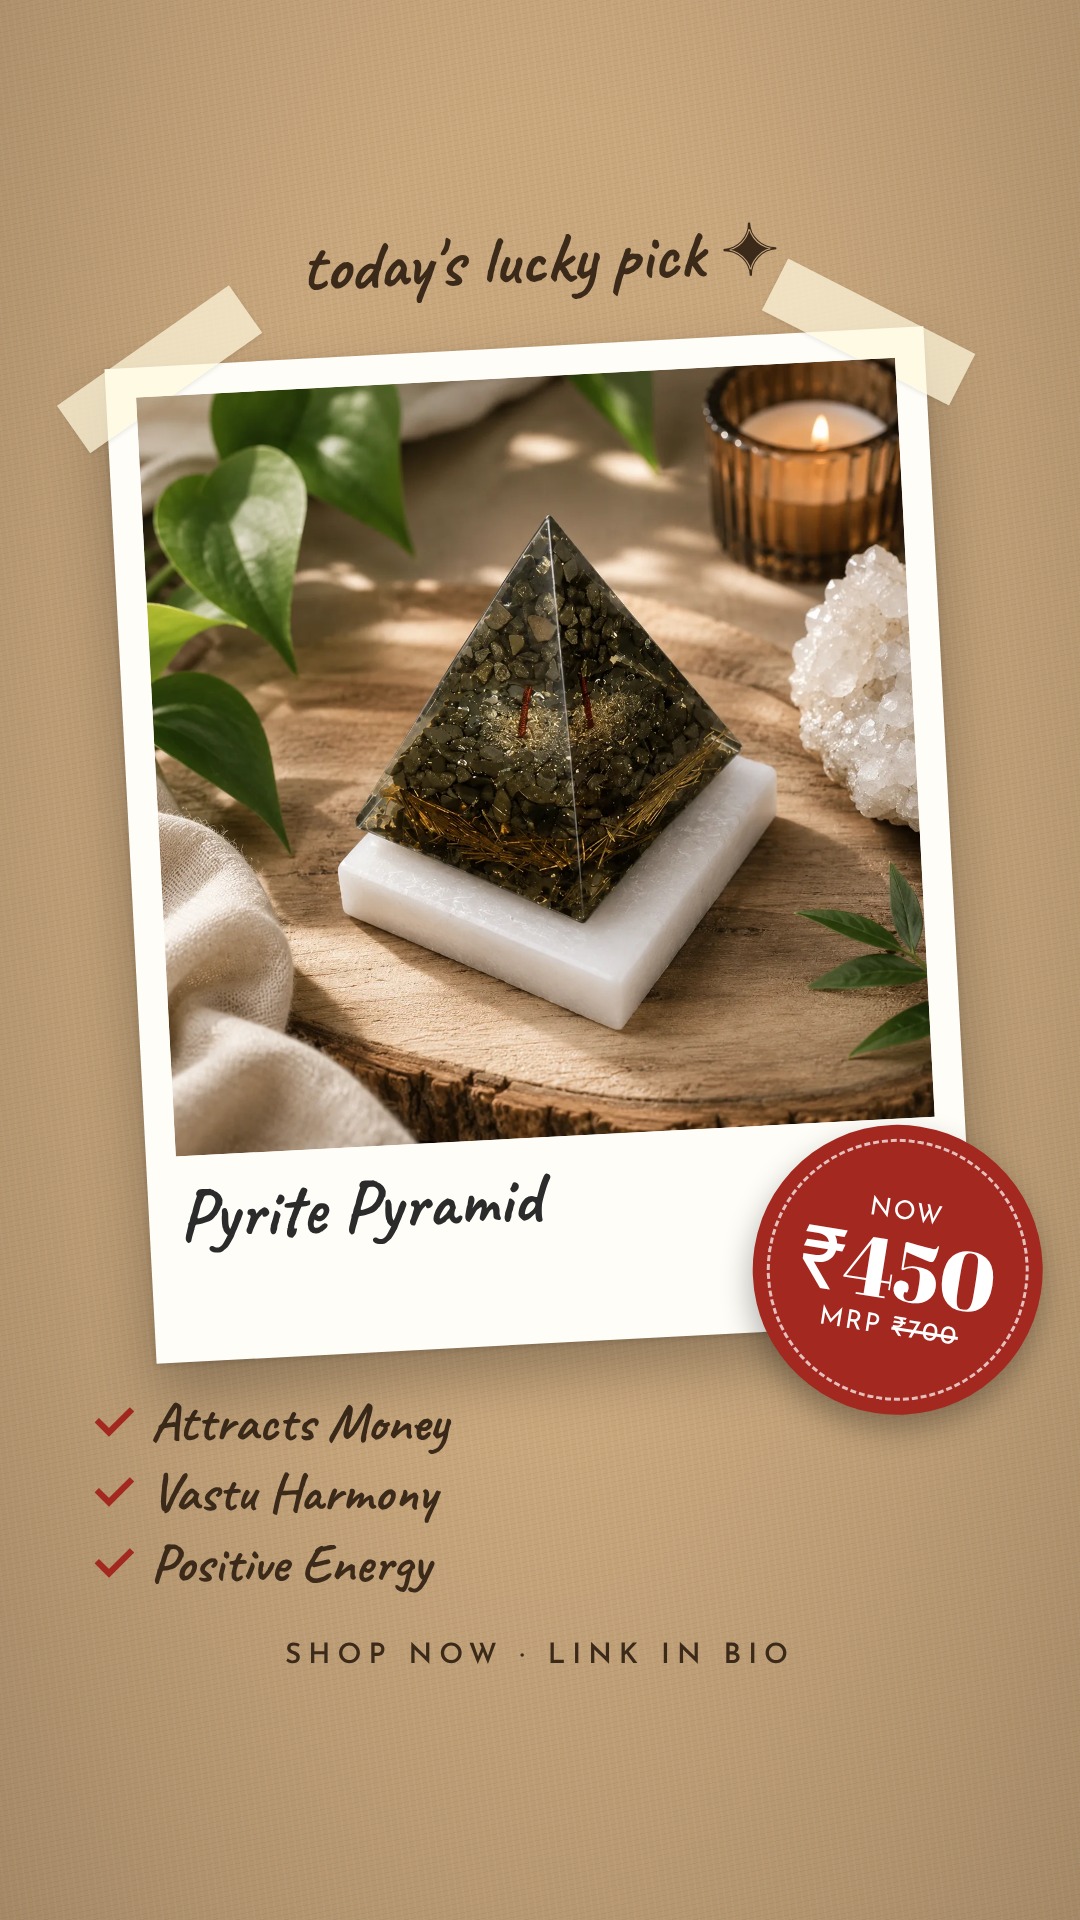 today's lucky pick
Pyrite Pyramid
NOW
₹450
MRP ₹700
Attracts Money
Vastu Harmony
Positive Energy
SHOP NOW · LINK IN BIO